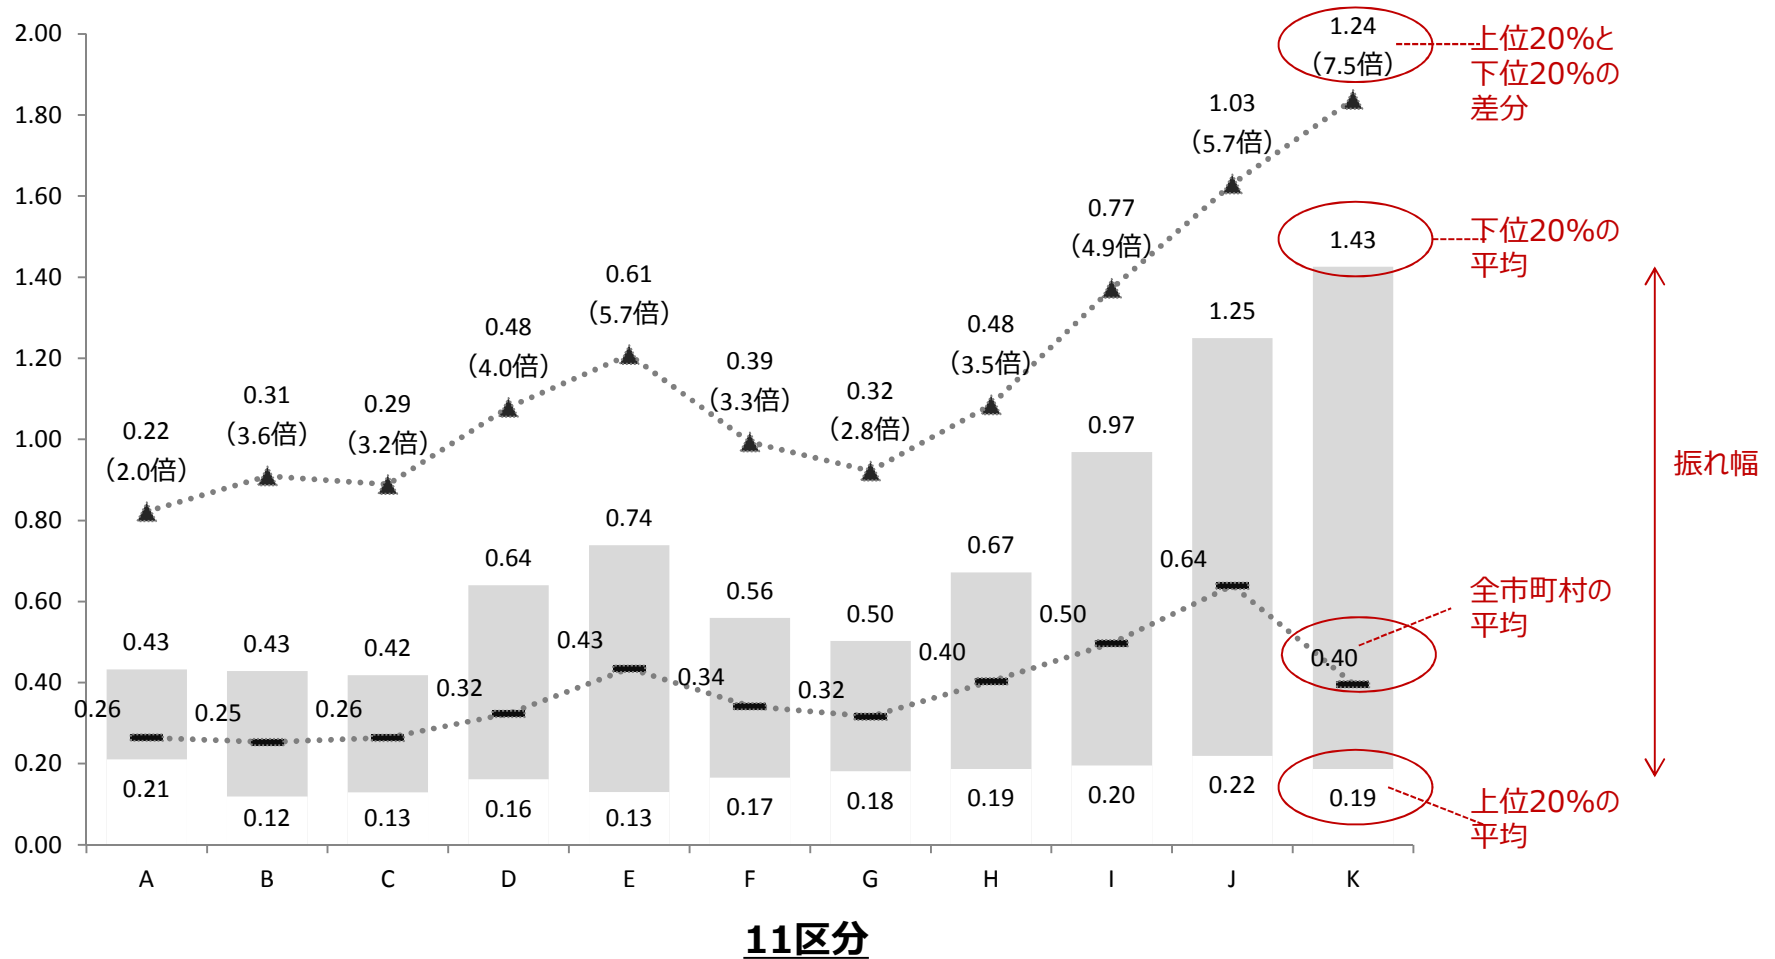 2.00
1.80
1.60
1.40
1.20
1.00
0.80
0.60
0.40
0.20
0.00
0.22
（2.0倍）
0.31
（3.6倍）
0.29
（3.2倍）
0.48
（4.0倍）
0.61
（5.7倍）
0.39
（3.3倍）
0.32
（2.8倍）
0.48
（3.5倍）
0.77
（4.9倍）
1.03
（5.7倍）
1.24
（7.5倍）
0.43
0.43
0.42
0.64
0.74
0.56
0.50
0.67
0.97
1.25
1.43
0.26
0.25
0.26
0.32
0.43
0.34
0.32
0.40
0.50
0.64
0.40
0.21
0.12
0.13
0.16
0.13
0.17
0.18
0.19
0.20
0.22
0.19
A
B
C
D
E
F
G
H
I
J
K
11区分
上位20%と
下位20%の
差分
下位20%の
平均
振れ幅
全市町村の
平均
上位20%の
平均